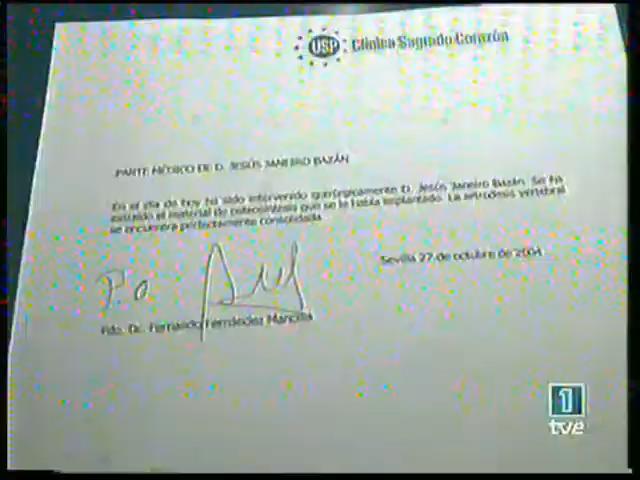 USP Clínica Sagrado Corazón
PARTE MÉDICO DE D. JESÚS JANEIRO BAZÁN
En el día de hoy ha sido intervenido quirúrgicamente D. Jesús Janeiro Bazán. Se ha
extraído el material de osteosíntesis que se le había implantado. La artrodesis vertebral
se encuentra perfectamente consolidada.
Sevilla 27 de octubre de 2004
P.o
Fdo. Dr. Fernando Fernández Mancilla
1
tve